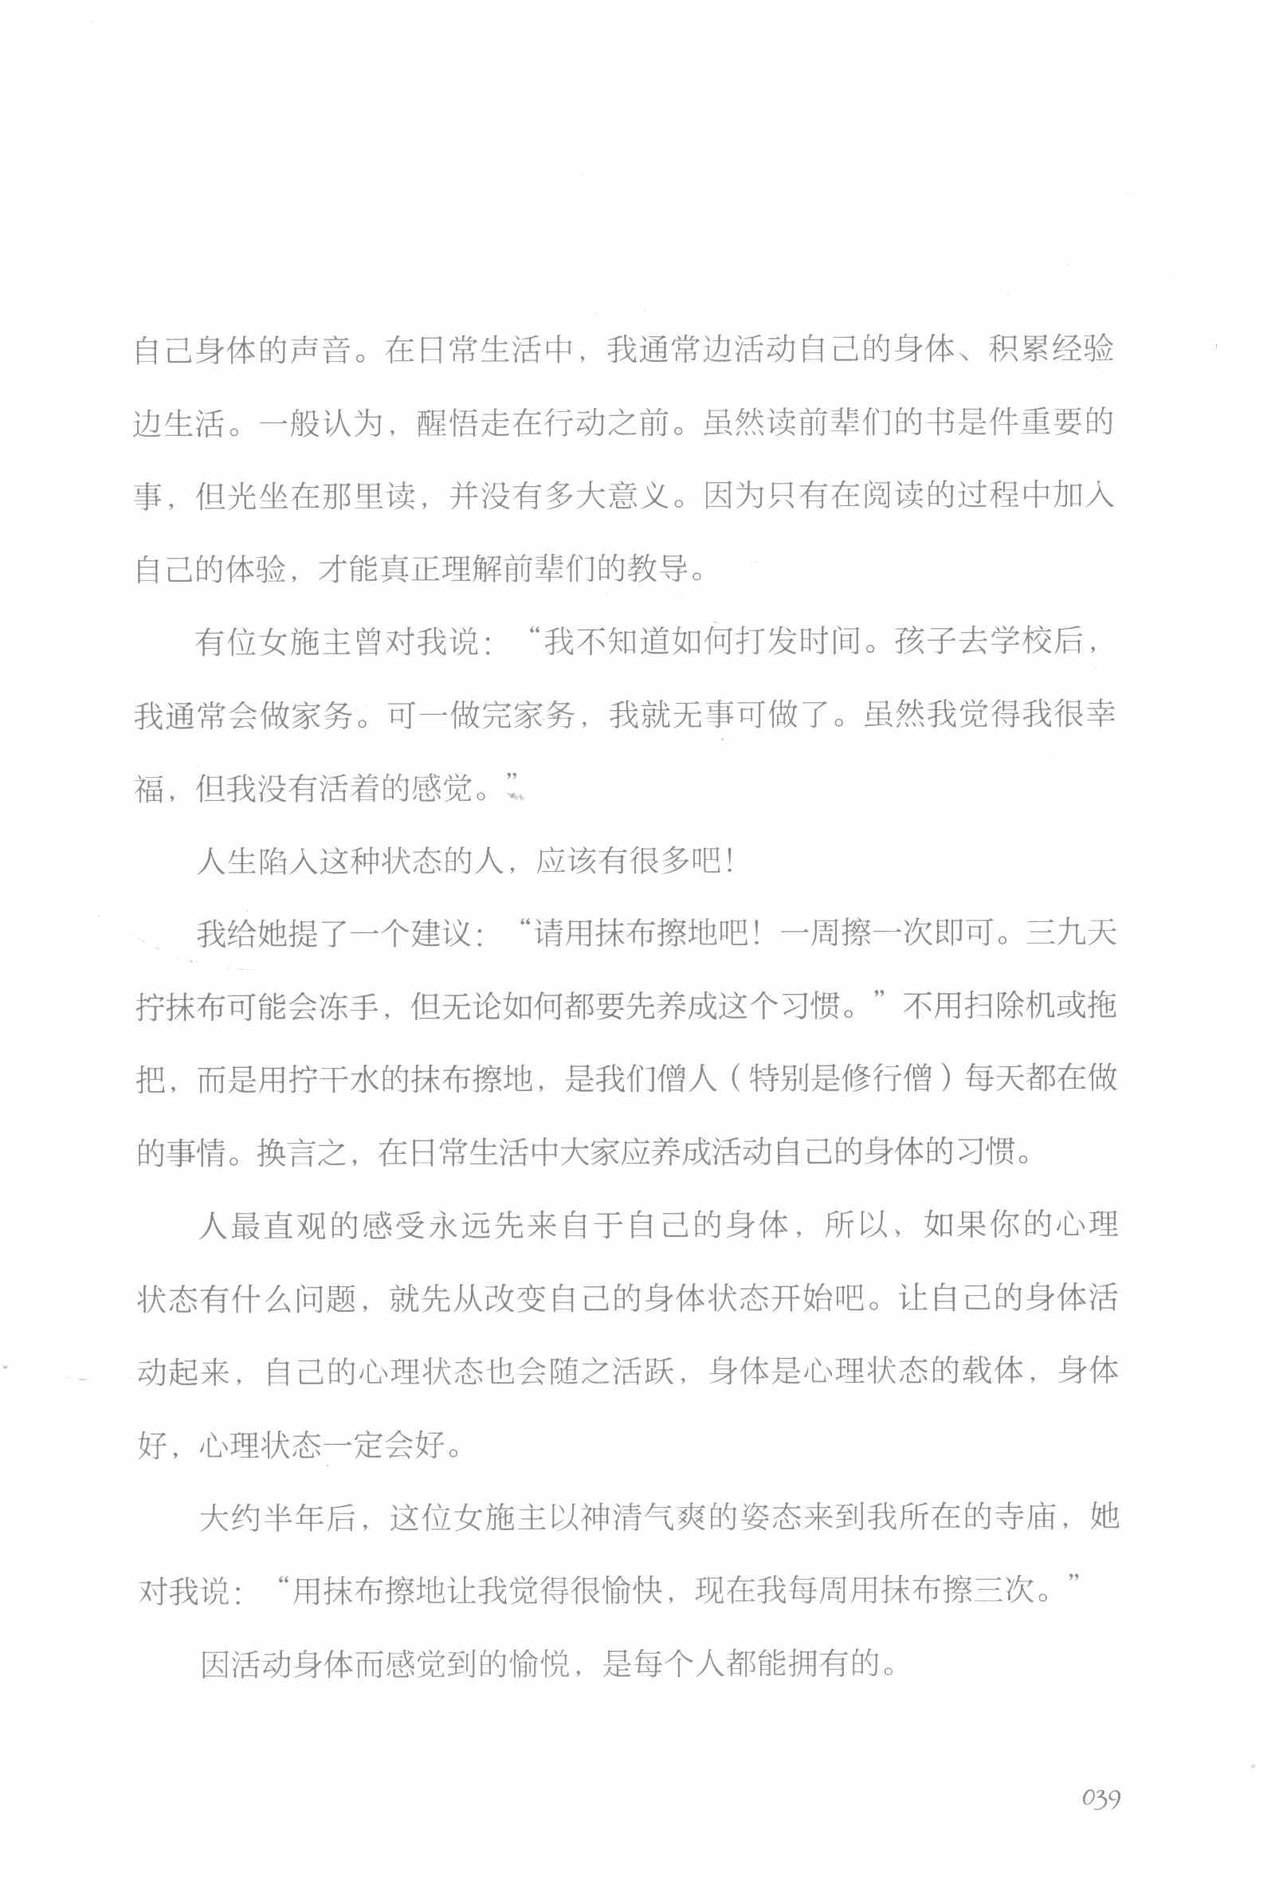 自己身体的声音。在日常生活中，我通常边活动自己的身体、积累经验
边生活。一般认为，醒悟走在行动之前。虽然读前辈们的书是件重要的
事，但光坐在那里读，并没有多大意义。因为只有在阅读的过程中加入
自己的体验，才能真正理解前辈们的教导。
有位女施主曾对我说：“我不知道如何打发时间。孩子去学校后，
我通常会做家务。可一做完家务，我就无事可做了。虽然我觉得我很幸
福，但我没有活着的感觉。”
人生陷入这种状态的人，应该有很多吧！
我给她提了一个建议：“请用抹布擦地吧！一周擦一次即可。三九天
拧抹布可能会冻手，但无论如何都要先养成这个习惯。”不用扫除机或拖
把，而是用拧干水的抹布擦地，是我们僧人（特别是修行僧）每天都在做
的事情。换言之，在日常生活中大家应养成活动自己的身体的习惯。
人最直观的感受永远先来自于自己的身体，所以、如果你的心理
状态有什么问题，就先从改变自己的身体状态开始吧。让自己的身体活
动起来，自己的心理状态也会随之活跃，身体是心理状态的载体，身体
好，心理状态一定会好。
大约半年后，这位女施主以神清气爽的姿态来到我所在的寺庙，她
对我说：“用抹布擦地让我觉得很愉快，现在我每周用抹布擦三次。”
因活动身体而感觉到的愉悦，是每个人都能拥有的。
039